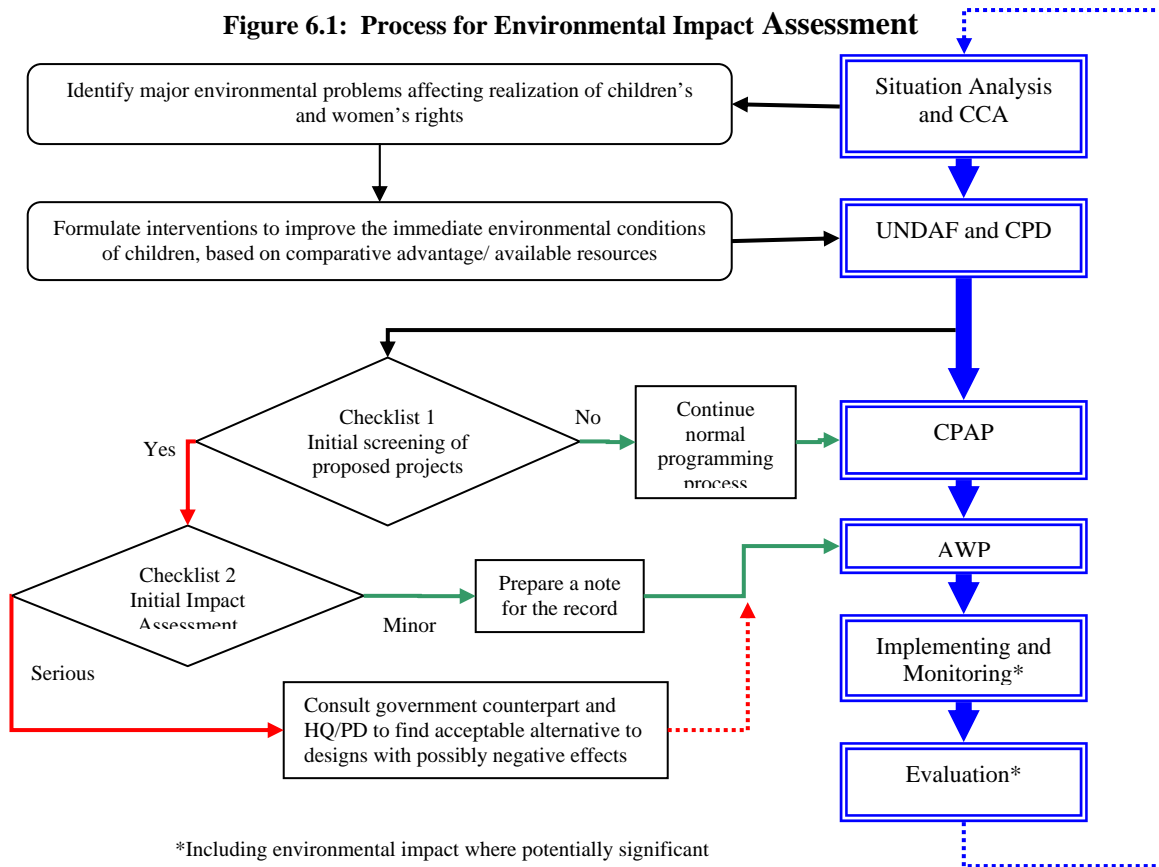 Figure 6.1: Process for Environmental Impact Assessment
Identify major environmental problems affecting realization of children's
and women's rights
Situation Analysis
and CCA
Formulate interventions to improve the immediate environmental conditions
of children, based on comparative advantage/ available resources
UNDAF and CPD
Checklist 1
Initial screening of
proposed projects
Yes
No
Continue
normal
programming
process
CPAP
Checklist 2
Initial Impact
Assessment
Minor
Serious
Prepare a note
for the record
AWP
Consult government counterpart and
HQ/PD to find acceptable alternative to
designs with possibly negative effects
Implementing and
Monitoring*
Evaluation*
*Including environmental impact where potentially significant